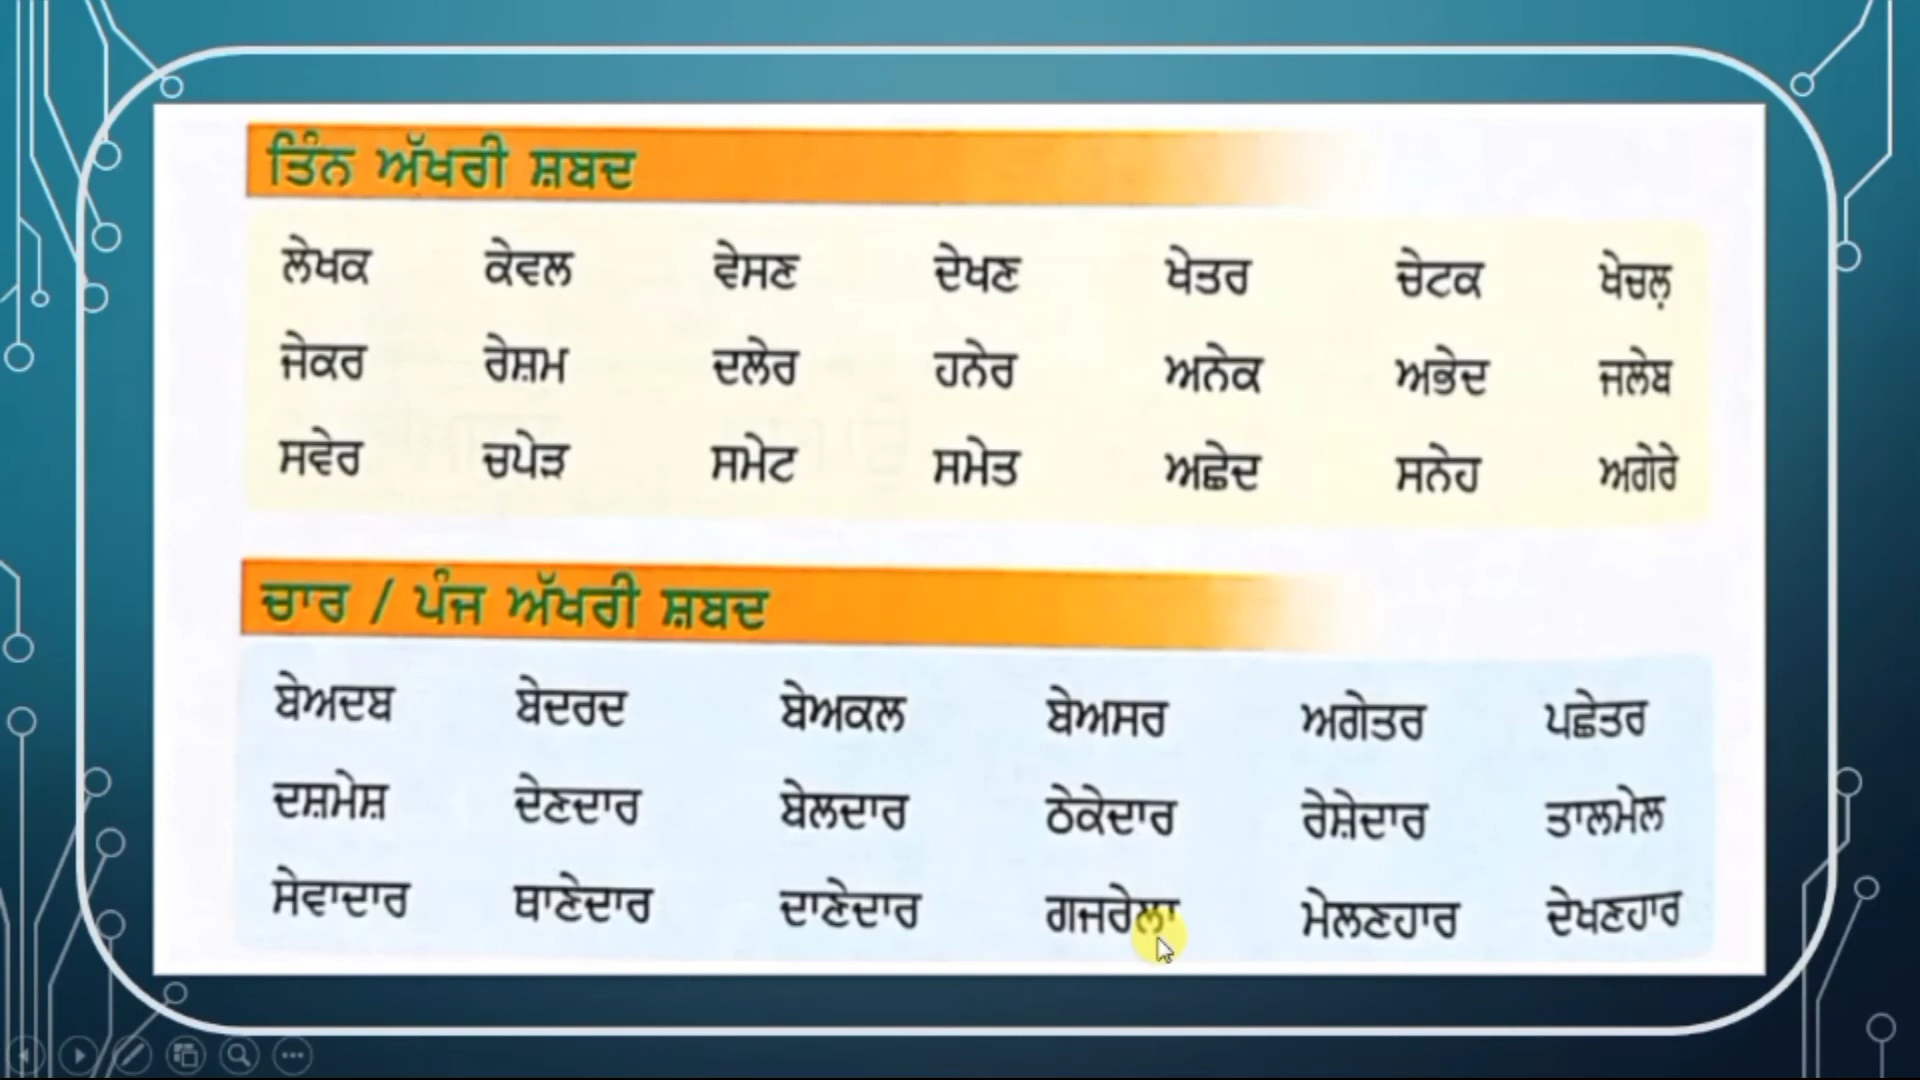 ਤਿੰਨ ਅੱਖਰੀ ਸ਼ਬਦ
ਲੇਖਕ ਕੇਵਲ ਵੇਸਣ ਦੇਖਣ ਖੇਤਰ ਚੇਟਕ ਖੇਚਲ਼
ਜੇਕਰ ਰੇਸ਼ਮ ਦਲੇਰ ਹਨੇਰ ਅਨੇਕ ਅਭੇਦ ਜਲੇਬ
ਸਵੇਰ ਚਪੇੜ ਸਮੇਟ ਸਮੇਤ ਅਛੇਦ ਸਨੇਹ ਅਗੇਰੇ
ਚਾਰ / ਪੰਜ ਅੱਖਰੀ ਸ਼ਬਦ
ਬੇਅਦਬ ਬੇਦਰਦ ਬੇਅਕਲ ਬੇਅਸਰ ਅਗੇਤਰ ਪਛੇਤਰ
ਦਸ਼ਮੇਸ਼ ਦੇਣਦਾਰ ਬੇਲਦਾਰ ਠੇਕੇਦਾਰ ਰੇਸ਼ੇਦਾਰ ਤਾਲਮੇਲ
ਸੇਵਾਦਾਰ ਥਾਣੇਦਾਰ ਦਾਣੇਦਾਰ ਗਜਰੇਲਾ ਮੇਲਣਹਾਰ ਦੇਖਣਹਾਰ